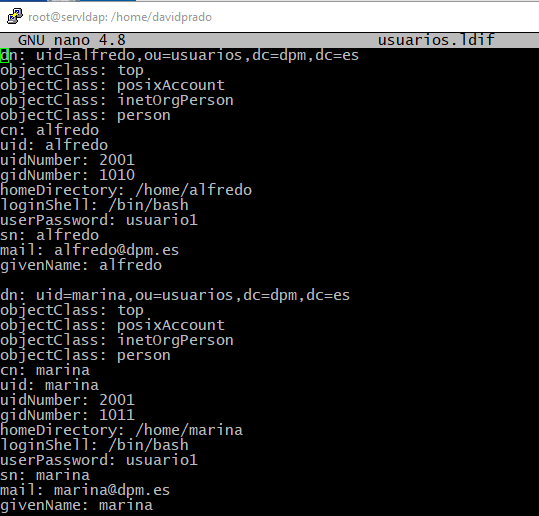 root@servldap: /home/davidprado
GNU nano 4.8 usuarios.ldif
dn: uid=alfredo,ou=usuarios,dc=dpm,dc=es
objectClass: top
objectClass: posixAccount
objectClass: inetOrgPerson
objectClass: person
cn: alfredo
uid: alfredo
uidNumber: 2001
gidNumber: 1010
homeDirectory: /home/alfredo
loginShell: /bin/bash
userPassword: usuario1
sn: alfredo
mail: alfredo@dpm.es
givenName: alfredo
dn: uid=marina,ou=usuarios,dc=dpm,dc=es
objectClass: top
objectClass: posixAccount
objectClass: inetOrgPerson
objectClass: person
cn: marina
uid: marina
uidNumber: 2001
gidNumber: 1011
homeDirectory: /home/marina
loginShell: /bin/bash
userPassword: usuario1
sn: marina
mail: marina@dpm.es
givenName: marina